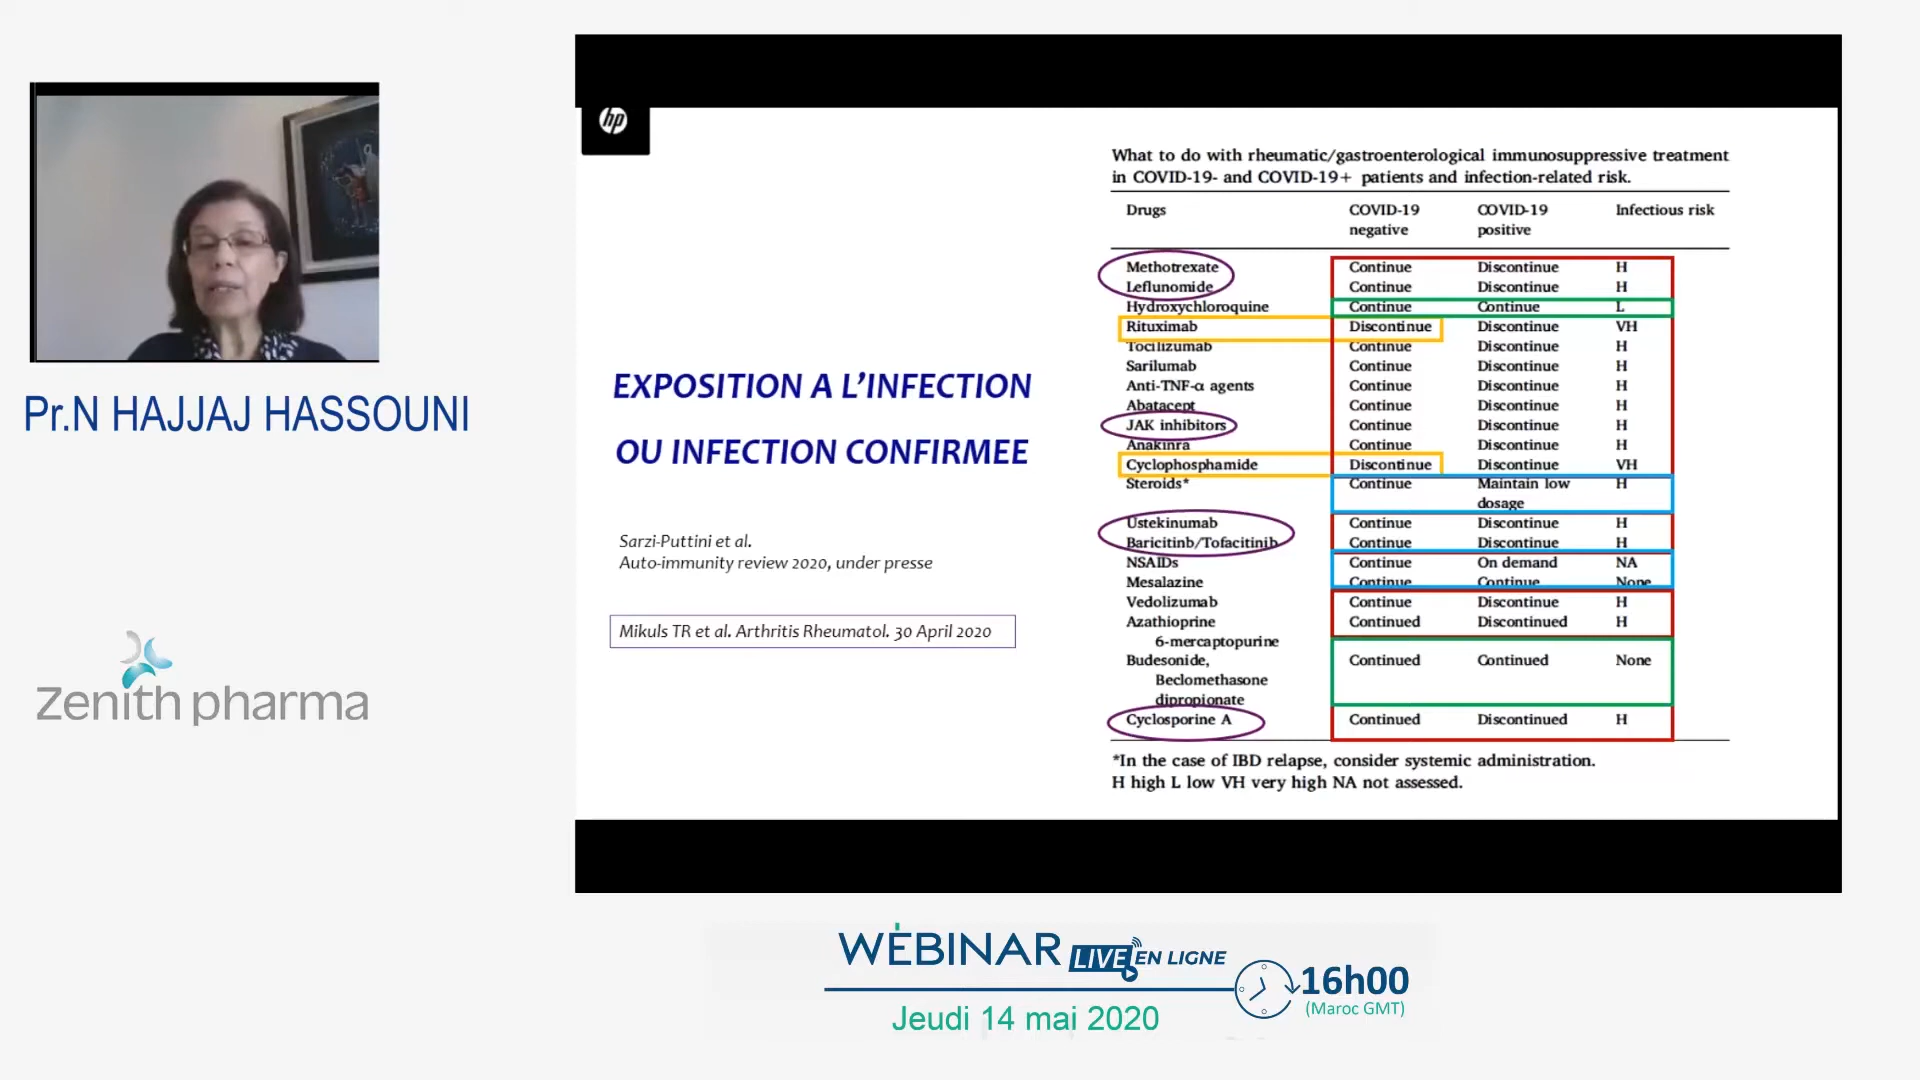 hp
Pr.N HAJJAJ HASSOUNI
zenith pharma
EXPOSITION A L'INFECTION
OU INFECTION CONFIRMEE
Sarzi-Puttini et al.
Auto-immunity review 2020, under presse
Mikuls TR et al. Arthritis Rheumatol. 30 April 2020
What to do with rheumatic/gastroenterological immunosuppressive treatment
in COVID-19- and COVID-19+ patients and infection-related risk.
Drugs COVID-19 negative COVID-19 positive Infectious risk
Methotrexate Continue Discontinue H
Leflunomide Continue Discontinue H
Hydroxychloroquine Continue Continue L
Rituximab Discontinue Discontinue VH
Tocilizumab Continue Discontinue H
Sarilumab Continue Discontinue H
Anti-TNF-α agents Continue Discontinue H
Abatacept Continue Discontinue H
JAK inhibitors Continue Discontinue H
Anakinra Continue Discontinue H
Cyclophosphamide Discontinue Discontinue VH
Steroids* Continue Maintain low H
dosage
Ustekinumab Continue Discontinue H
Baricitinb/Tofacitinib Continue Discontinue H
NSAIDs Continue On demand NA
Mesalazine Continue Continue None
Vedolizumab Continue Discontinue H
Azathioprine Continued Discontinued H
6-mercaptopurine
Budesonide, Continued Continued None
Beclomethasone
dipropionate
Cyclosporine A Continued Discontinued H
*In the case of IBD relapse, consider systemic administration.
H high L low VH very high NA not assessed.
WEBINAR LIVE EN LIGNE
16h00
(Maroc GMT)
Jeudi 14 mai 2020